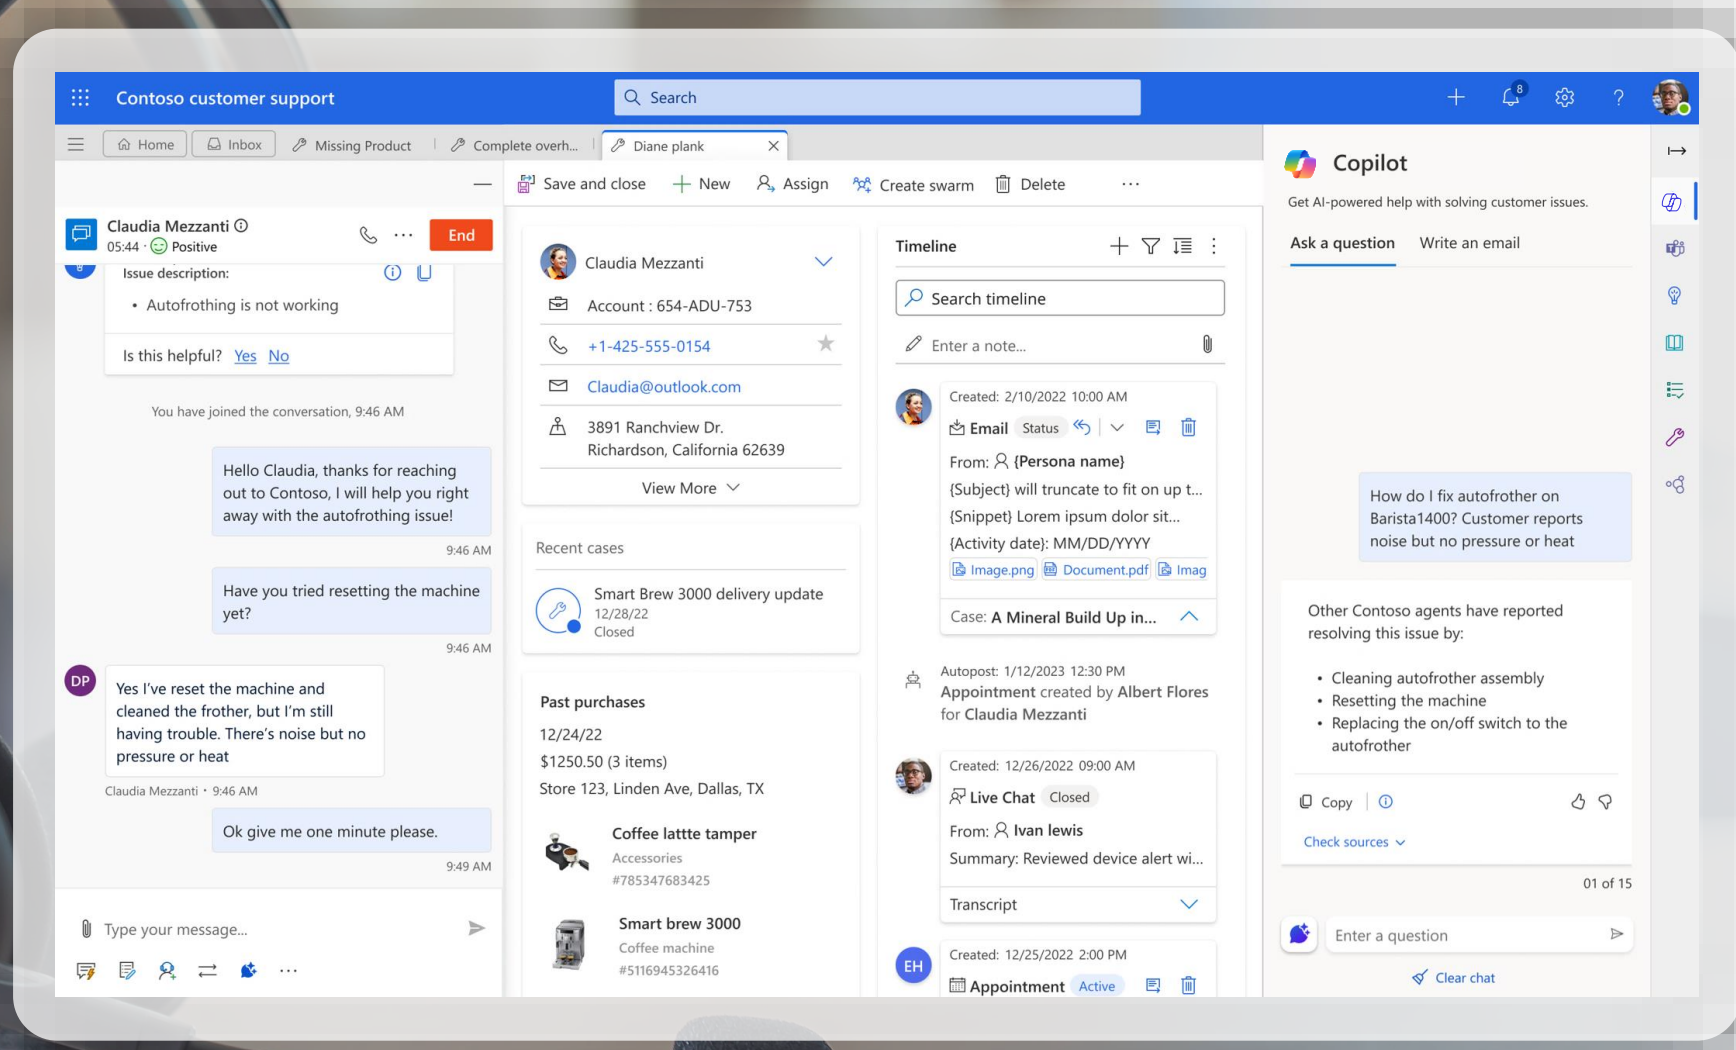 Contoso customer support
Search
8
?
Home
Inbox
Missing Product
Complete overh...
Diane plank
Claudia Mezzanti
05:44 · Positive
End
Issue description:
• Autofrothing is not working
Is this helpful? Yes No
You have joined the conversation, 9:46 AM
Hello Claudia, thanks for reaching
out to Contoso, I will help you right
away with the autofrothing issue!
9:46 AM
Have you tried resetting the machine
yet?
9:46 AM
DP
Yes I've reset the machine and
cleaned the frother, but I'm still
having trouble. There's noise but no
pressure or heat
Claudia Mezzanti • 9:46 AM
Ok give me one minute please.
9:49 AM
Type your message...
Save and close
New
Assign
Create swarm
Delete
Claudia Mezzanti
Account : 654-ADU-753
+1-425-555-0154
Claudia@outlook.com
3891 Ranchview Dr.
Richardson, California 62639
View More
Recent cases
Smart Brew 3000 delivery update
12/28/22
Closed
Past purchases
12/24/22
$1250.50 (3 items)
Store 123, Linden Ave, Dallas, TX
Coffee lattte tamper
Accessories
#785347683425
Smart brew 3000
Coffee machine
#5116945326416
Timeline
Search timeline
Enter a note...
Created: 2/10/2022 10:00 AM
Email Status
From: {Persona name}
{Subject} will truncate to fit on up t...
{Snippet} Lorem ipsum dolor sit...
{Activity date}: MM/DD/YYYY
Image.png Document.pdf Imag
Case: A Mineral Build Up in...
Autopost: 1/12/2023 12:30 PM
Appointment created by Albert Flores
for Claudia Mezzanti
Created: 12/26/2022 09:00 AM
Live Chat Closed
From: Ivan lewis
Summary: Reviewed device alert wi...
Transcript
EH
Created: 12/25/2022 2:00 PM
Appointment Active
Copilot
Get AI-powered help with solving customer issues.
Ask a question
Write an email
How do I fix autofrother on
Barista1400? Customer reports
noise but no pressure or heat
Other Contoso agents have reported
resolving this issue by:
• Cleaning autofrother assembly
• Resetting the machine
• Replacing the on/off switch to the
autofrother
Copy
Check sources
01 of 15
Enter a question
Clear chat